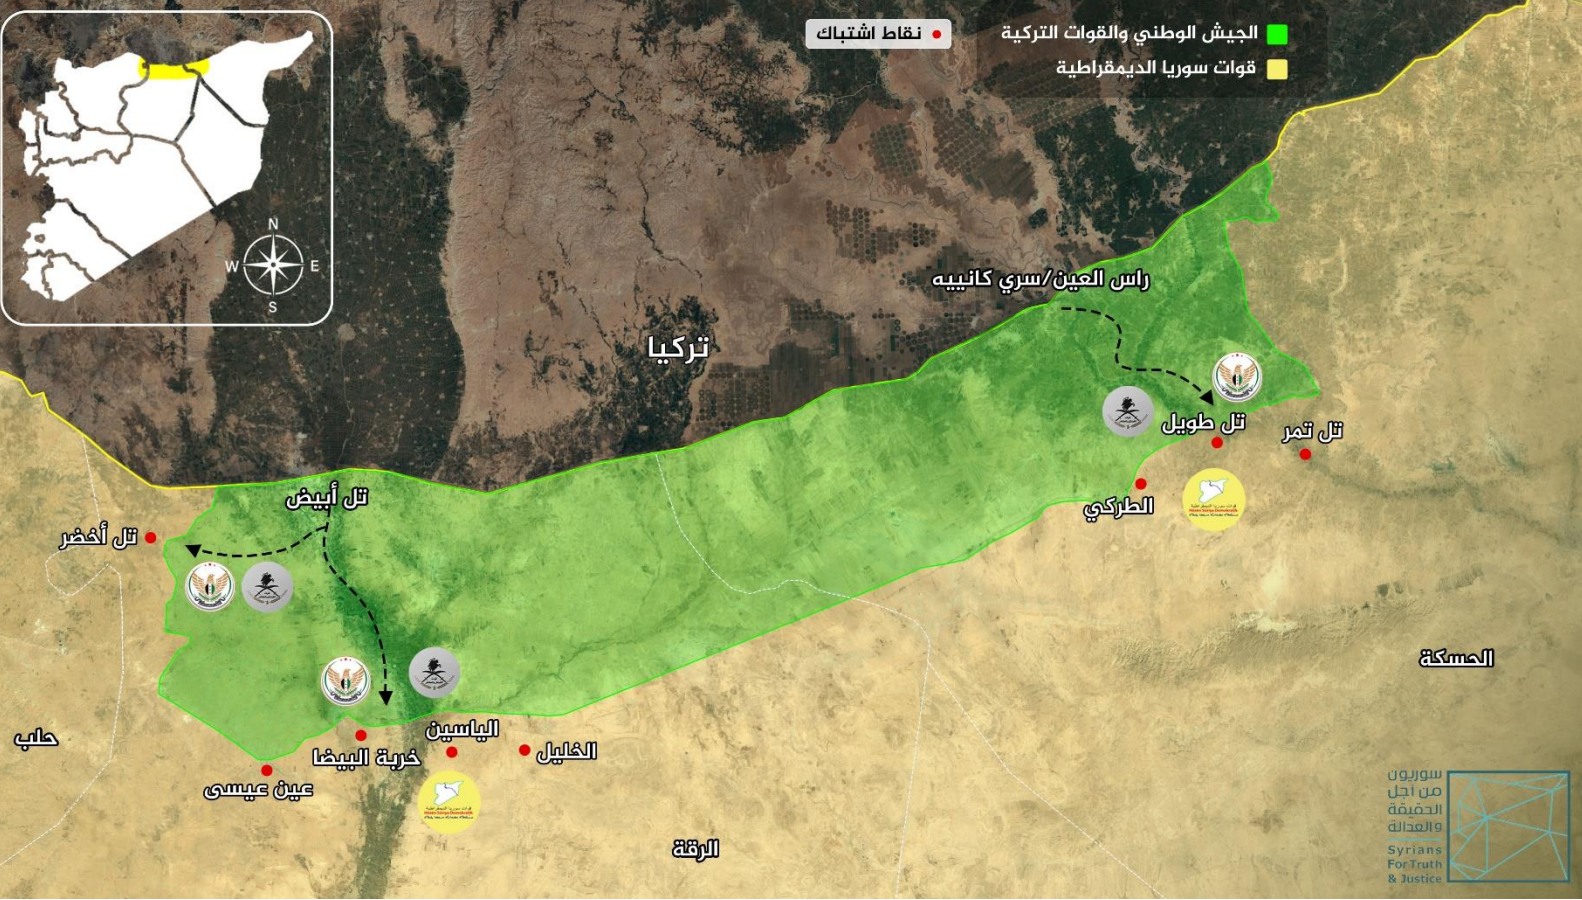 الجيش الوطني والقوات التركية
قوات سوريا الديمقراطية
نقاط اشتباك
N
W
E
S
تركيا
راس العين/سري كانييه
تل طويل
تل تمر
الطركي
تل أبيض
تل أخضر
الحسكة
حلب
الياسين
الخليل
خربة البيضا
عين عيسى
الرقة
سوريون
من أجل
الحقيقة
والعدالة
Syrians
For Truth
& Justice